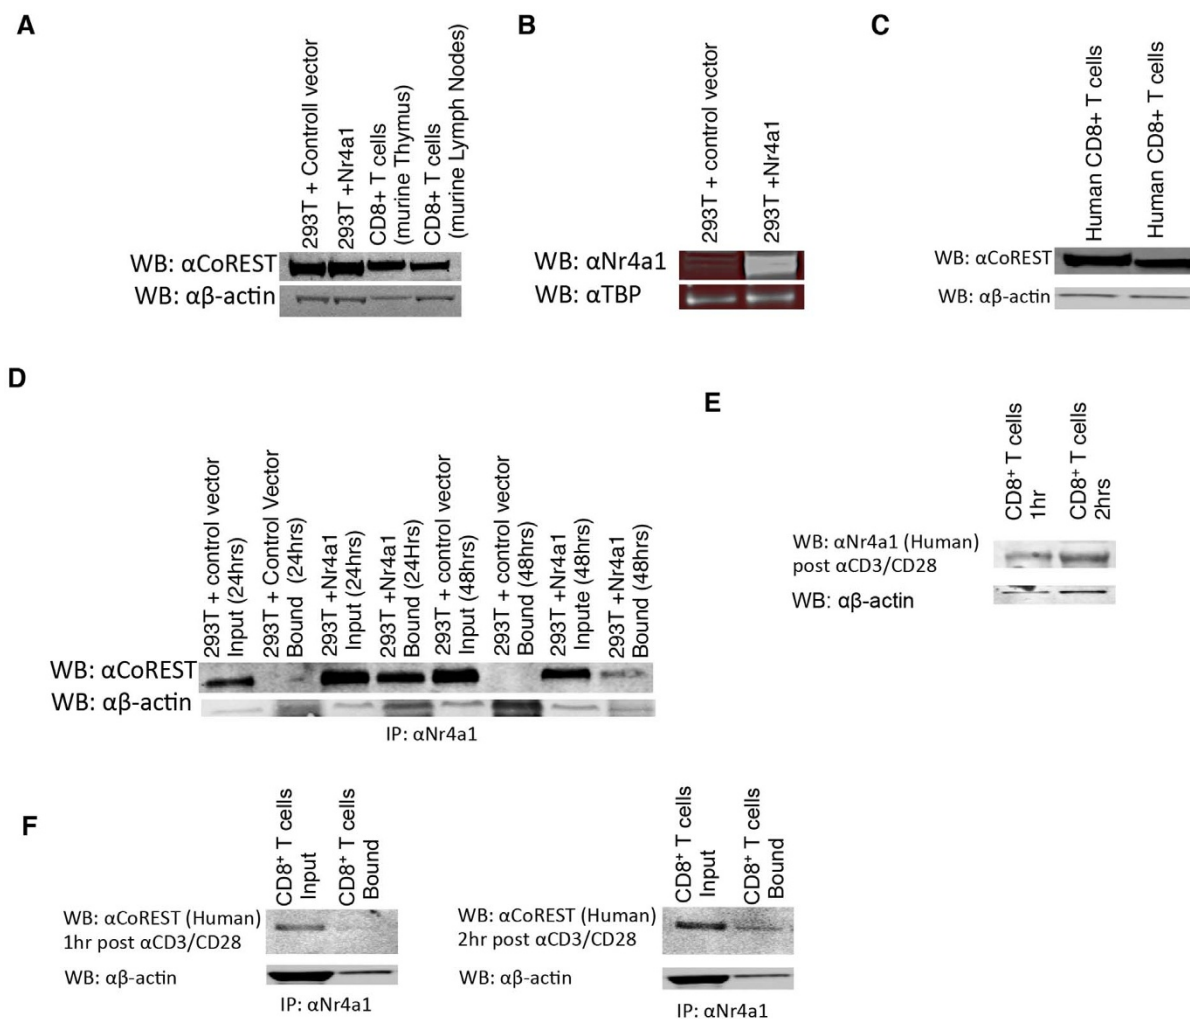 A
293T + Controll vector
293T +Nr4a1
CD8+ T cells
(murine Thymus)
CD8+ T cells
(murine Lymph Nodes)
WB: αCoREST
WB: αβ-actin
B
293T + control vector
293T +Nr4a1
WB: αNr4a1
WB: αTBP
C
Human CD8+ T cells
Human CD8+ T cells
WB: αCoREST
WB: αβ-actin
D
293T + control vector
Input (24hrs)
293T + Control Vector
Bound (24hrs)
293T +Nr4a1
Input (24hrs)
293T +Nr4a1
Bound (24Hrs)
293T + control vector
Input (48hrs)
293T + control vector
Bound (48hrs)
293T +Nr4a1
Inpute (48hrs)
293T +Nr4a1
Bound (48hrs)
WB: αCoREST
WB: αβ-actin
IP: αNr4a1
E
CD8⁺ T cells
1hr
CD8⁺ T cells
2hrs
WB: αNr4a1 (Human)
post αCD3/CD28
WB: αβ-actin
F
CD8⁺ T cells
Input
CD8⁺ T cells
Bound
WB: αCoREST (Human)
1hr post αCD3/CD28
WB: αβ-actin
IP: αNr4a1
CD8⁺ T cells
Input
CD8⁺ T cells
Bound
WB: αCoREST (Human)
2hr post αCD3/CD28
WB: αβ-actin
IP: αNr4a1